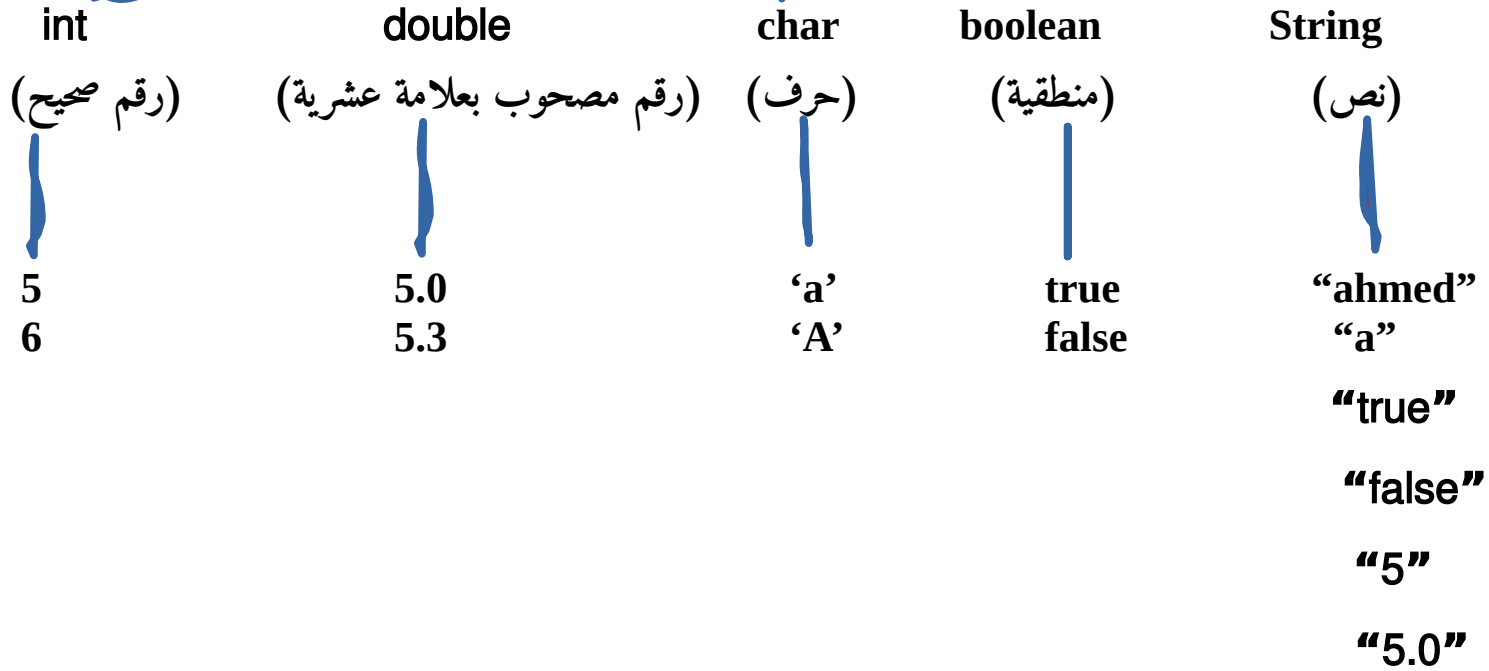 int double char boolean String
(رقم صحيح) (رقم مصحوب بعلامة عشرية) (حرف) (منطقية) (نص)
5 5.0 ‘a’ true “ahmed”
6 5.3 ‘A’ false “a”
“true”
“false”
“5”
“5.0”